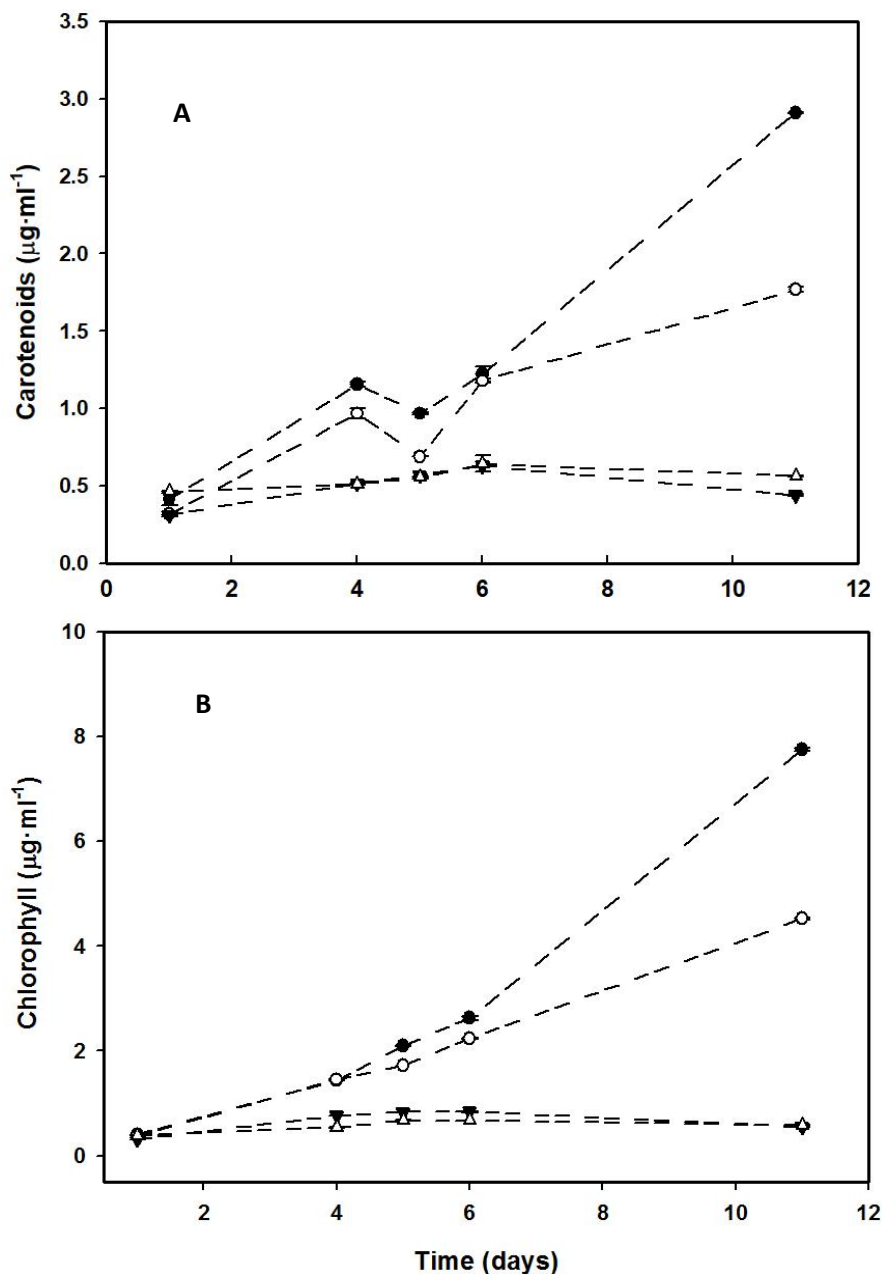 3.5
3.0
A
2.5
2.0
1.5
1.0
0.5
0.0
Carotenoids (μg·ml⁻¹)
0 2 4 6 8 10 12
10
B
8
6
4
2
0
Chlorophyll (μg·ml⁻¹)
2 4 6 8 10 12
Time (days)